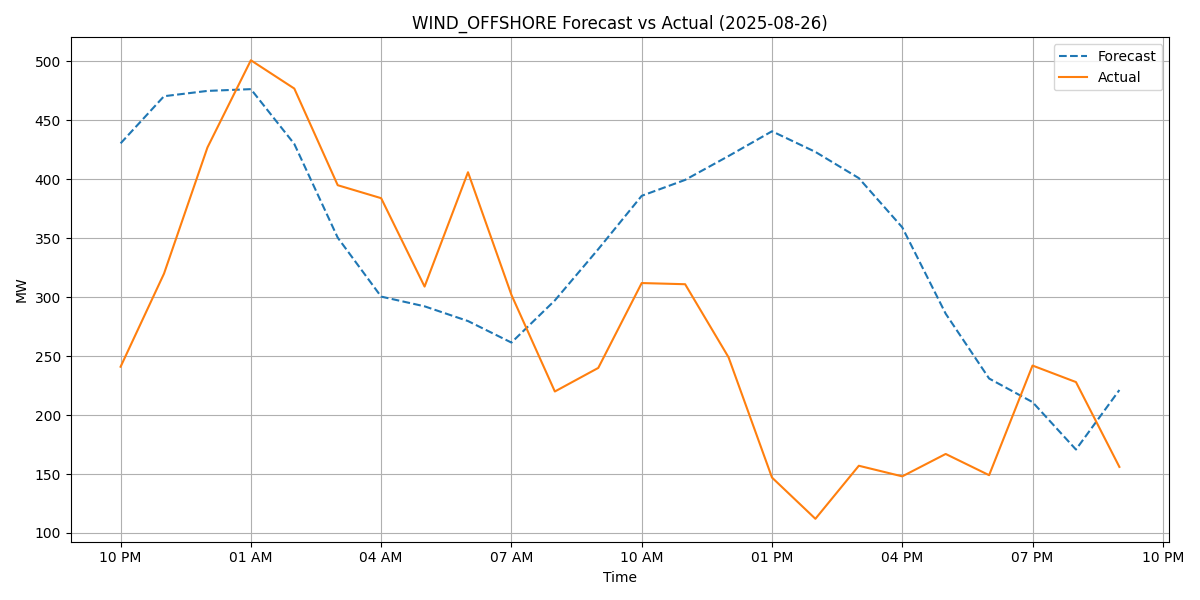 WIND_OFFSHORE Forecast vs Actual (2025-08-26)
Forecast
Actual
500
450
400
350
300
250
200
150
100
MW
10 PM 01 AM 04 AM 07 AM 10 AM 01 PM 04 PM 07 PM 10 PM
Time